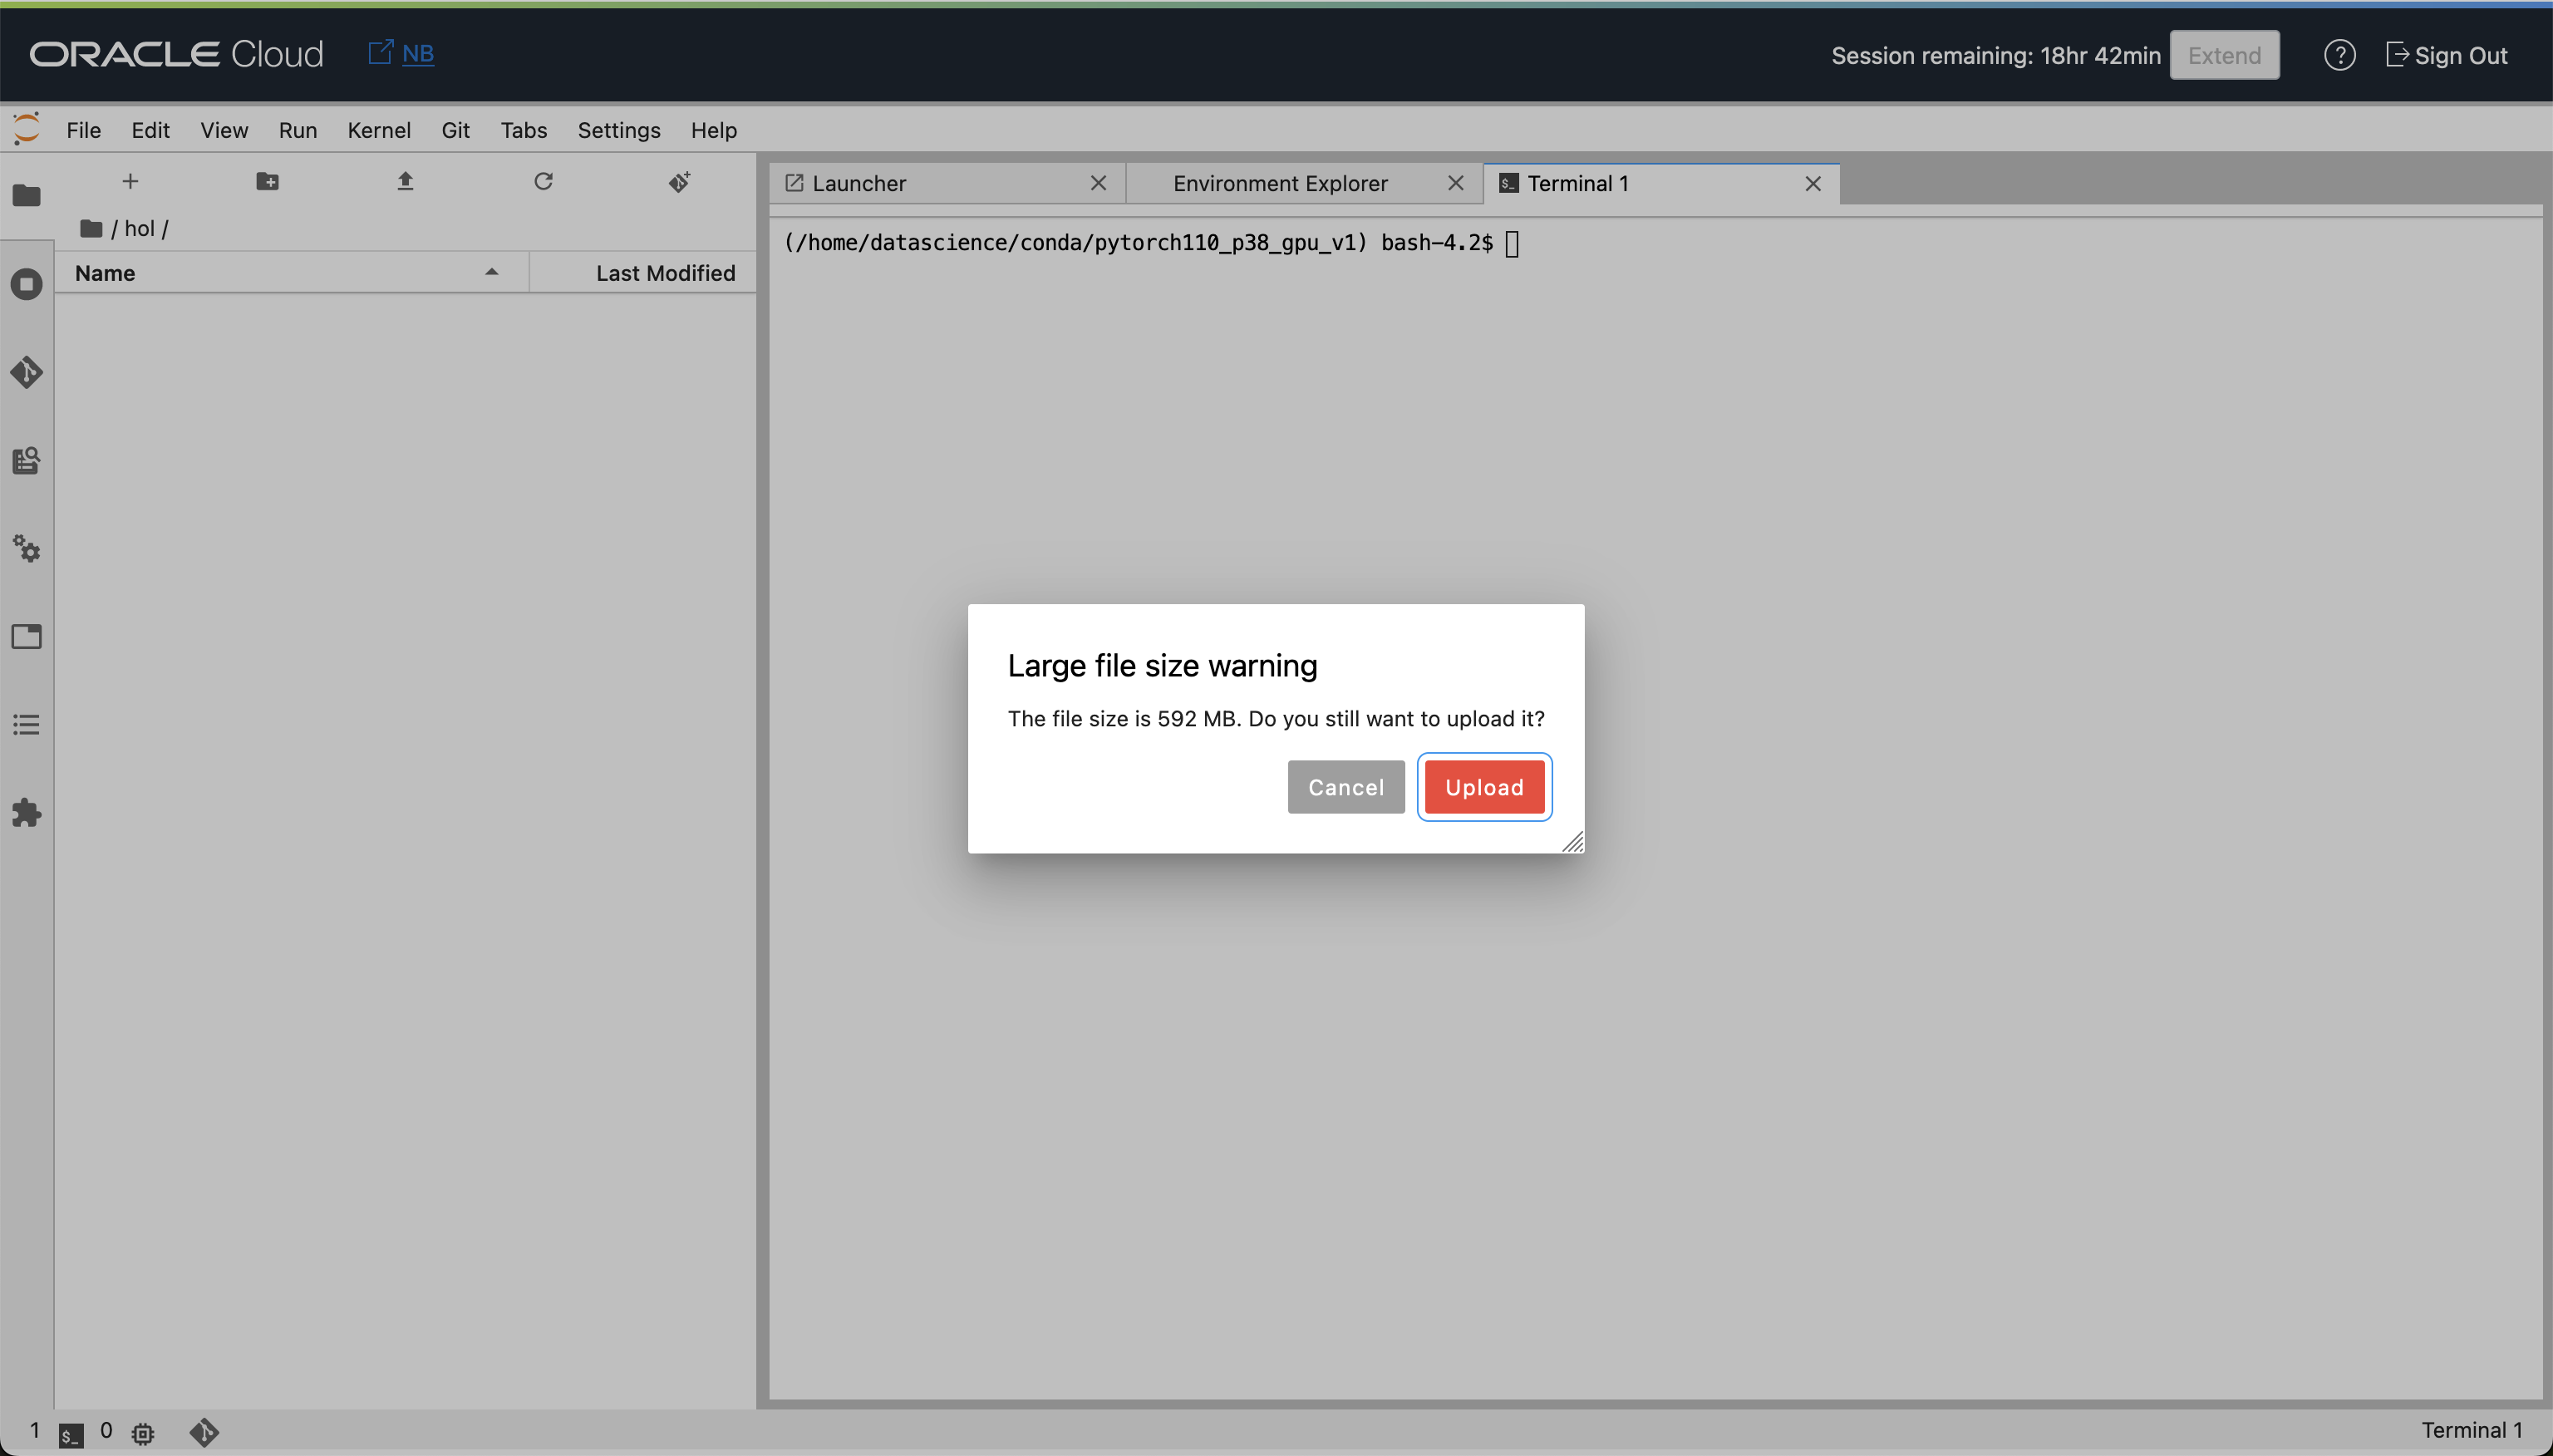 ORACLE Cloud NB Session remaining: 18hr 42min Extend ? Sign Out
File Edit View Run Kernel Git Tabs Settings Help
Launcher Environment Explorer $_ Terminal 1
/ hol /
Name Last Modified
(/home/datascience/conda/pytorch110_p38_gpu_v1) bash-4.2$
Large file size warning
The file size is 592 MB. Do you still want to upload it?
Cancel Upload
1 $_ 0 Terminal 1